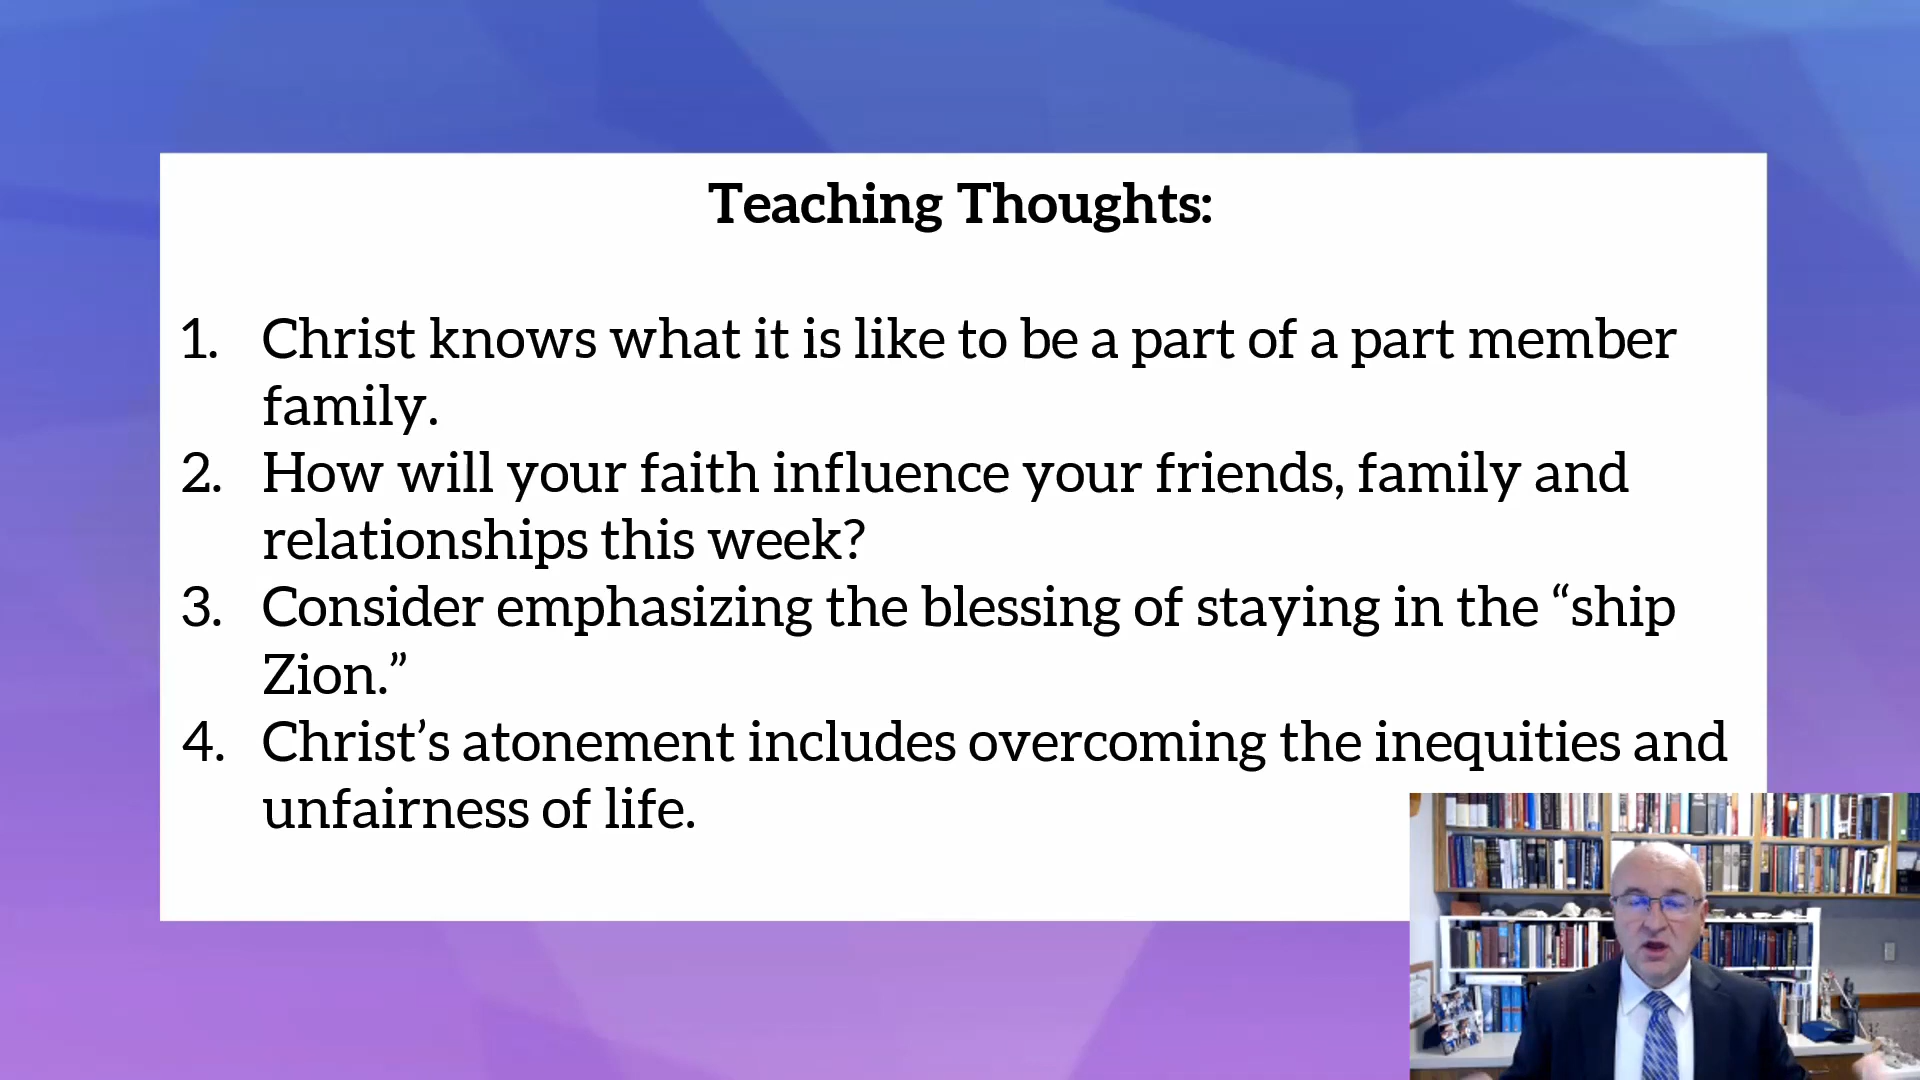 Teaching Thoughts:
1. Christ knows what it is like to be a part of a part member
family.
2. How will your faith influence your friends, family and
relationships this week?
3. Consider emphasizing the blessing of staying in the “ship
Zion.”
4. Christ’s atonement includes overcoming the inequities and
unfairness of life.